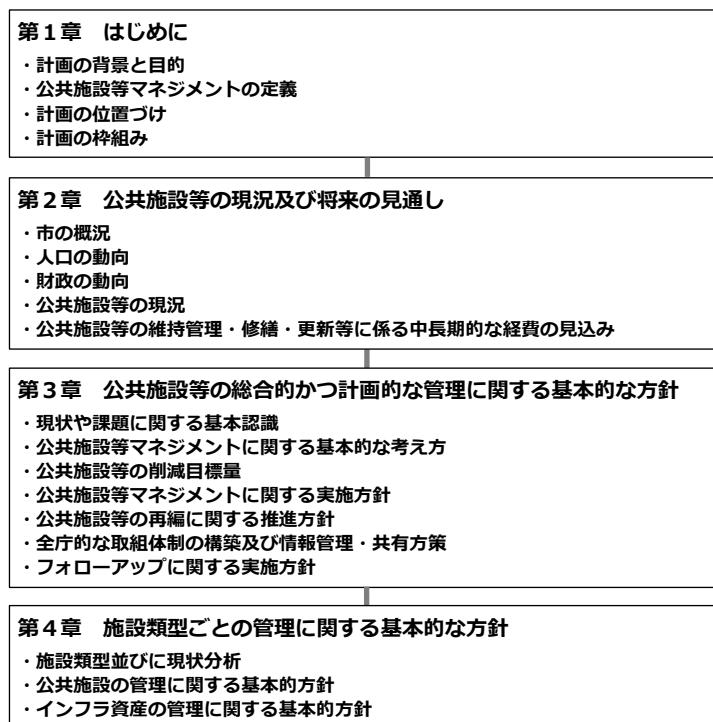 第１章　はじめに
・計画の背景と目的
・公共施設等マネジメントの定義
・計画の位置づけ
・計画の枠組み
第２章　公共施設等の現況及び将来の見通し
・市の概況
・人口の動向
・財政の動向
・公共施設等の現況
・公共施設等の維持管理・修繕・更新等に係る中長期的な経費の見込み
第３章　公共施設等の総合的かつ計画的な管理に関する基本的な方針
・現状や課題に関する基本認識
・公共施設等マネジメントに関する基本的な考え方
・公共施設等の削減目標量
・公共施設等マネジメントに関する実施方針
・公共施設等の再編に関する推進方針
・全庁的な取組体制の構築及び情報管理・共有方策
・フォローアップに関する実施方針
第４章　施設類型ごとの管理に関する基本的な方針
・施設類型並びに現状分析
・公共施設の管理に関する基本的方針
・インフラ資産の管理に関する基本的方針